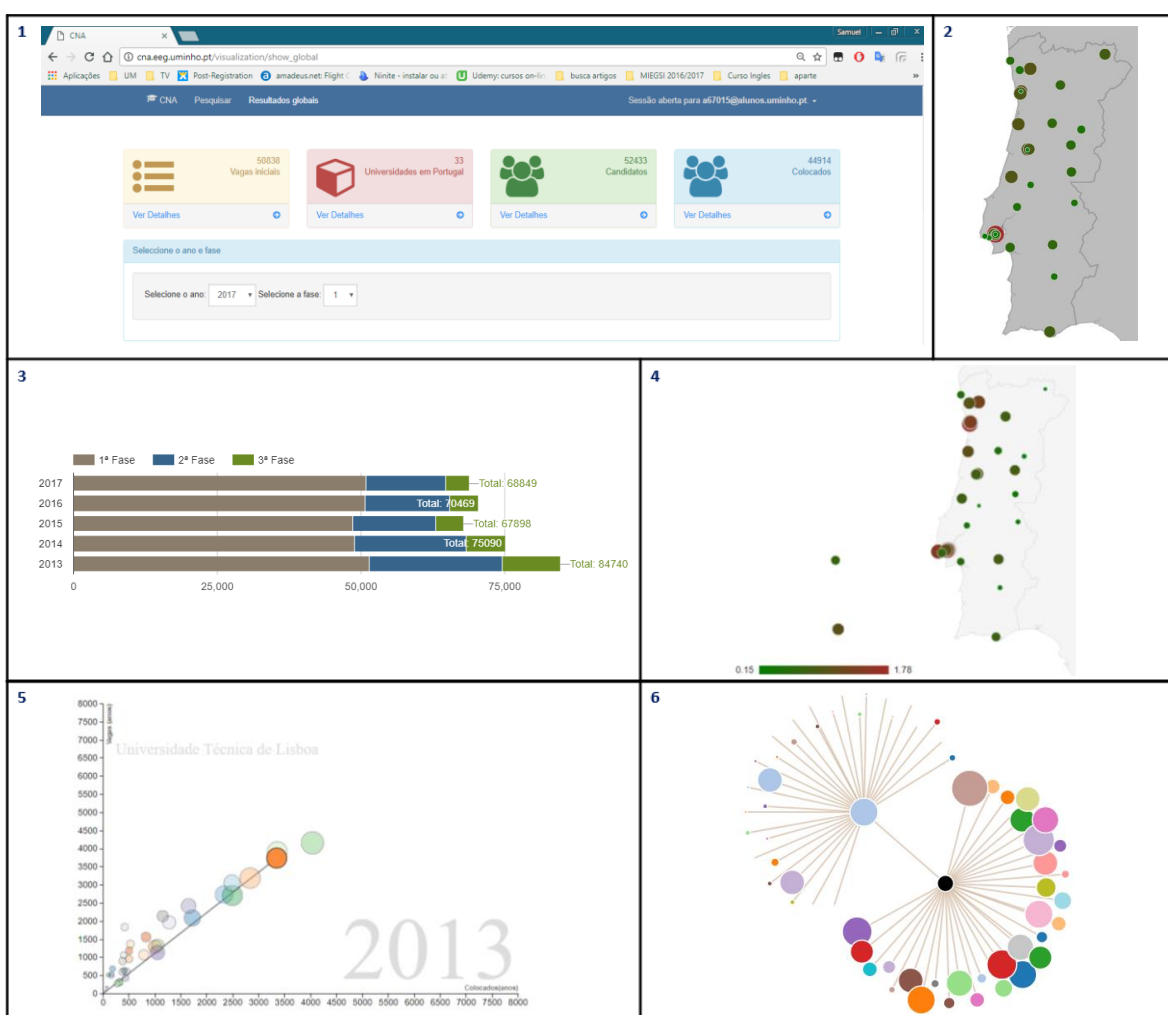 1
CNA
Samuel
cna.eeg.uminho.pt/visualization/show_global
Aplicações UM TV Post-Registration amadeus.net: Flight Ninite - instalar ou a Udemy: cursos on-lin busca artigos MIEGSI 2016/2017 Curso Ingles aparte »
CNA Pesquisar Resultados globais Sessão aberta para a67015@alunos.uminho.pt
50838
Vagas iniciais
Ver Detalhes
33
Universidades em Portugal
Ver Detalhes
52433
Candidatos
Ver Detalhes
44914
Colocados
Ver Detalhes
Seleccione o ano e fase
Selecione o ano: 2017 Selecione a fase: 1
2
3
1ª Fase 2ª Fase 3ª Fase
2017 Total: 68849
2016 Total: 70469
2015 Total: 67898
2014 Total: 75090
2013 Total: 84740
0 25,000 50,000 75,000
4
0.15 1.78
5
8000
7500
7000
6500
6000
5500
5000
4500
4000
3500
3000
2500
2000
1500
1000
500
0
Vagas (anos)
Universidade Técnica de Lisboa
2013
Colocados(anos)
0 500 1000 1500 2000 2500 3000 3500 4000 4500 5000 5500 6000 6500 7000 7500 8000
6